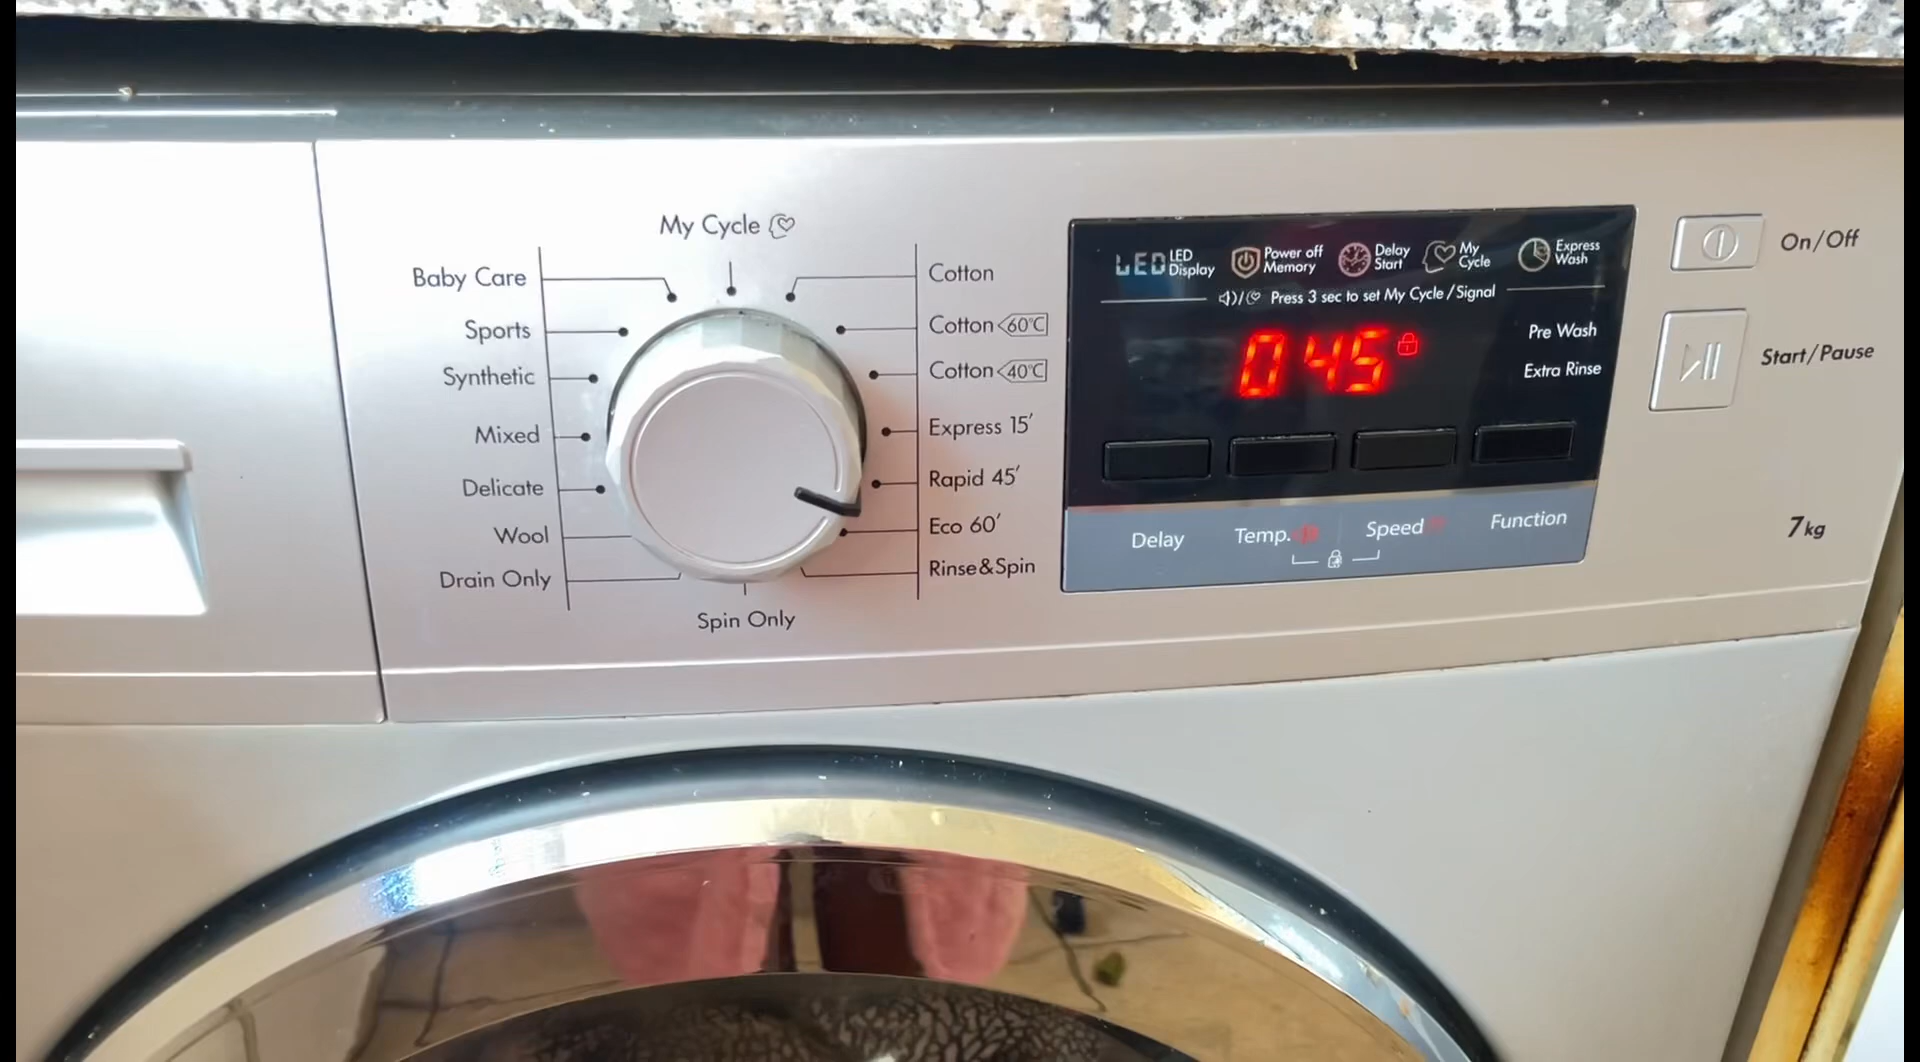 My Cycle
Baby Care
Sports
Synthetic
Mixed
Delicate
Wool
Drain Only
Spin Only
Cotton
Cotton 60℃
Cotton 40℃
Express 15′
Rapid 45′
Eco 60′
Rinse&Spin
LED LED Display
Power off Memory
Delay Start
My Cycle
Express Wash
Press 3 sec to set My Cycle/Signal
0 45
Pre Wash
Extra Rinse
Delay
Temp.
Speed
Function
On/Off
Start/Pause
7kg